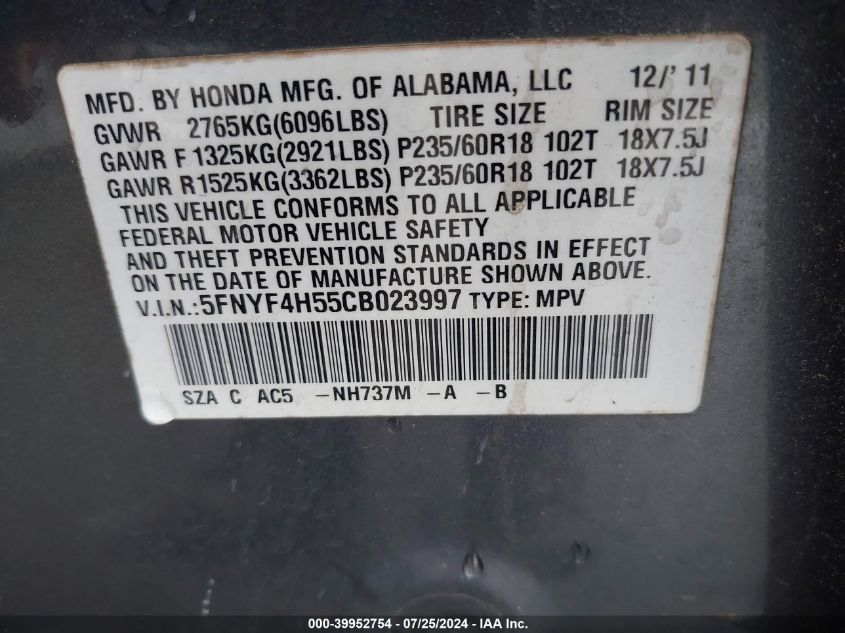 MFD. BY HONDA MFG. OF ALABAMA, LLC 12/' 11
GVWR 2765KG(6096LBS) TIRE SIZE RIM SIZE
GAWR F 1325KG(2921LBS) P235/60R18 102T 18X7.5J
GAWR R1525KG(3362LBS) P235/60R18 102T 18X7.5J
THIS VEHICLE CONFORMS TO ALL APPLICABLE
FEDERAL MOTOR VEHICLE SAFETY
AND THEFT PREVENTION STANDARDS IN EFFECT
ON THE DATE OF MANUFACTURE SHOWN ABOVE.
V.I.N.:5FNYF4H55CB023997 TYPE: MPV
SZA C AC5 -NH737M -A -B
000-39952754 - 07/25/2024 - IAA Inc.